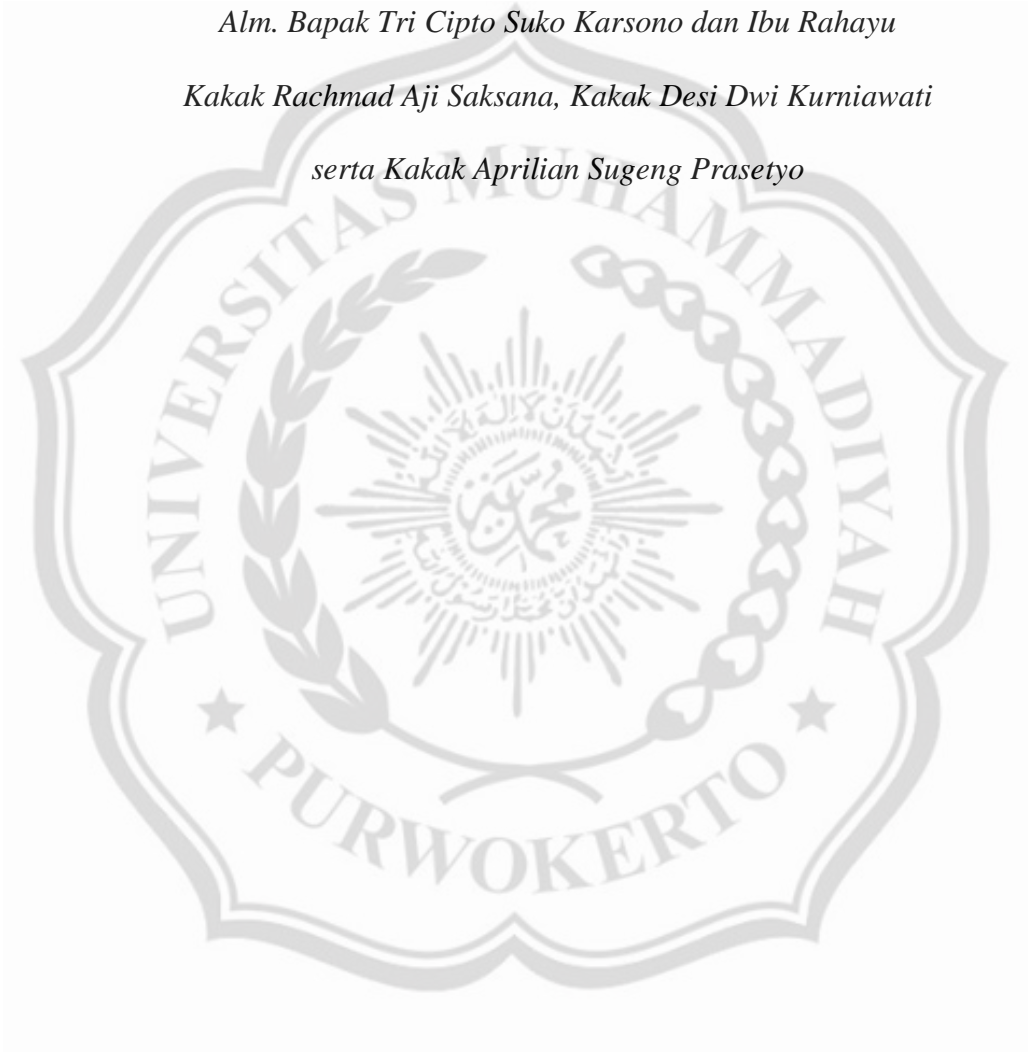 Alm. Bapak Tri Cipto Suko Karsono dan Ibu Rahayu
Kakak Rachmad Aji Saksana, Kakak Desi Dwi Kurniawati
serta Kakak Aprilian Sugeng Prasetyo
UNIVERSITAS MUHAMMADIYAH
محمد
PURWOKERTO